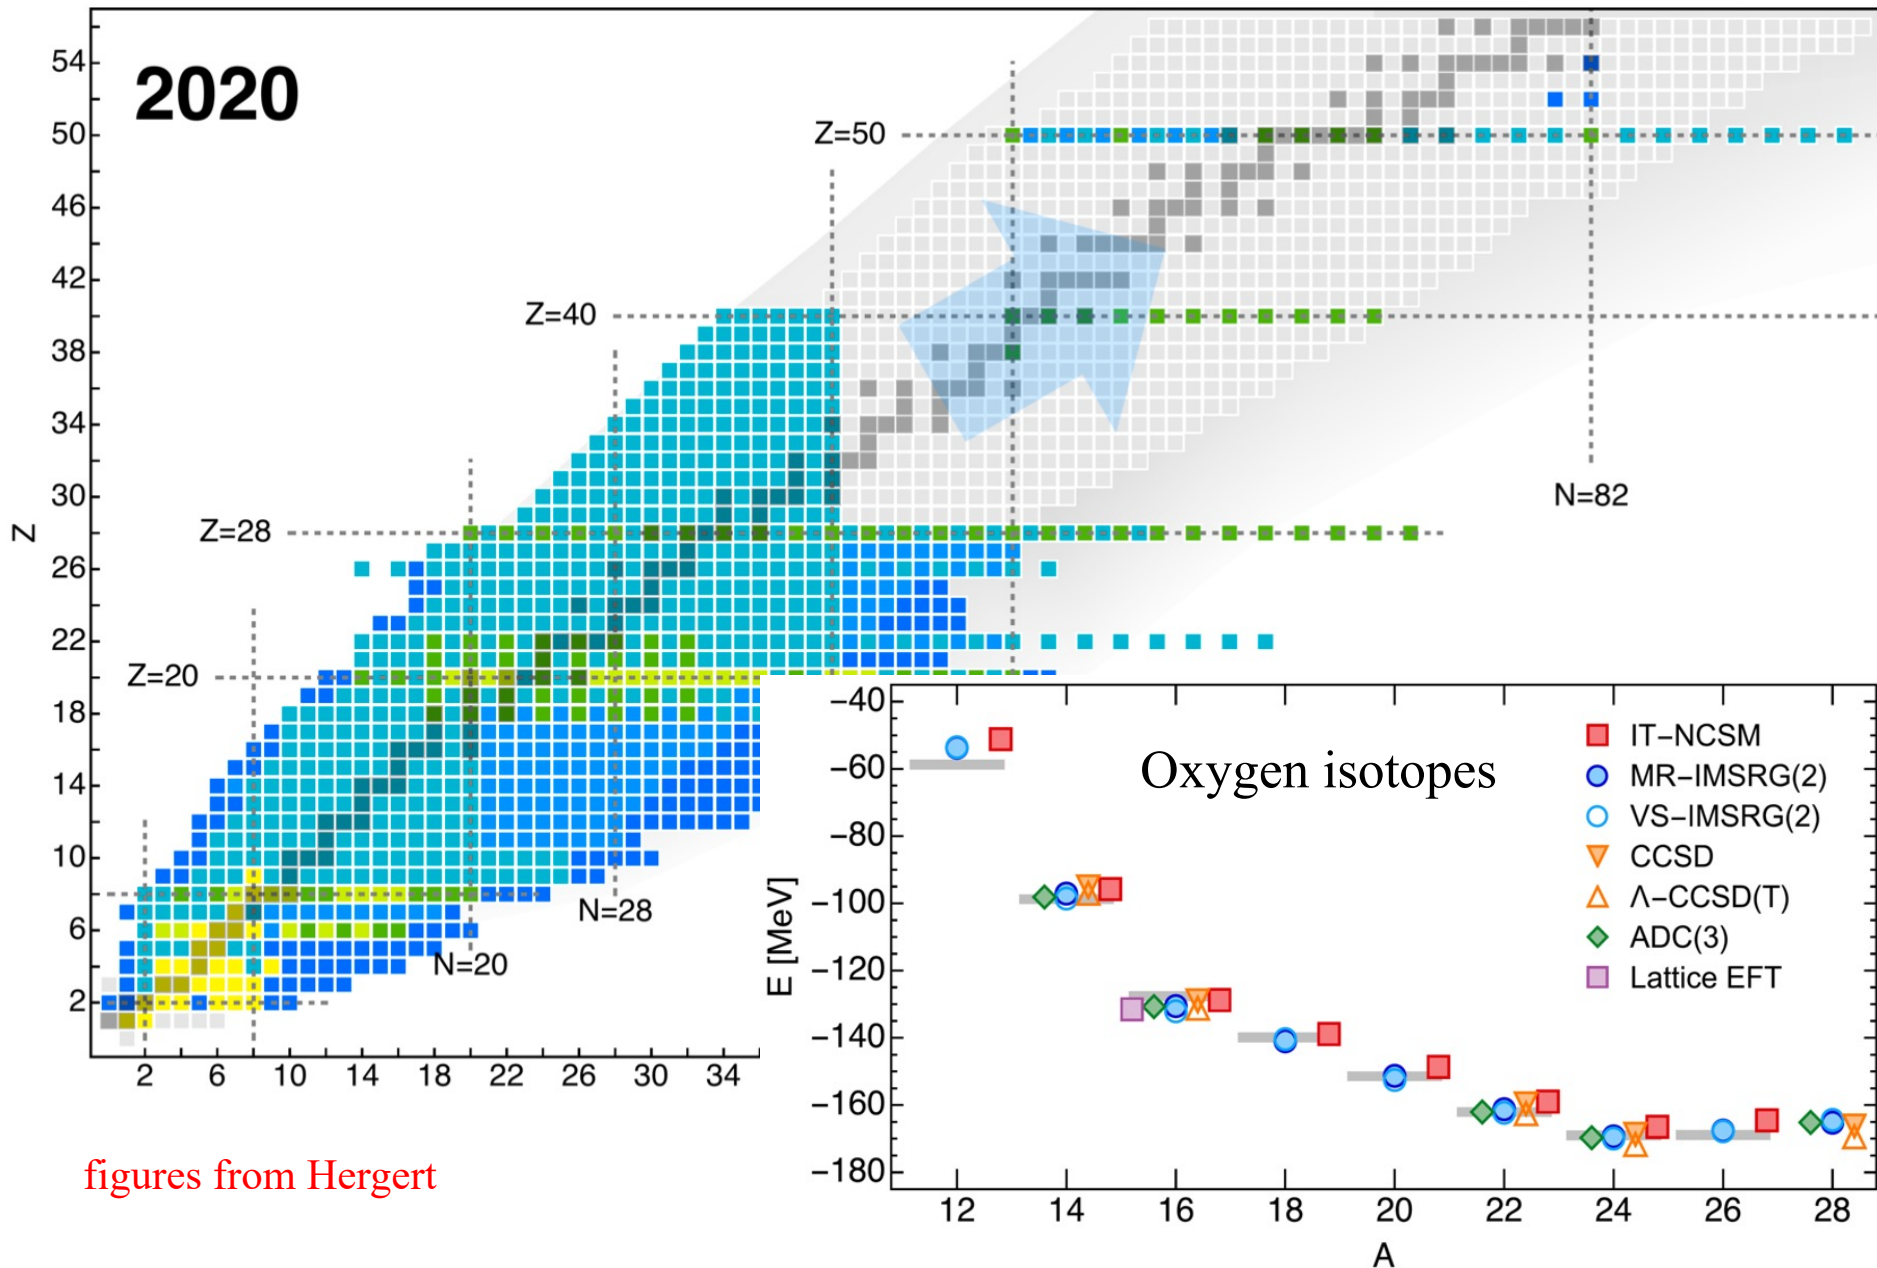 2020
54
50
46
42
38
34
30
26
22
18
14
10
6
2
Z
Z=50
Z=40
Z=28
Z=20
N=82
N=28
N=20
2 6 10 14 18 22 26 30 34
Oxygen isotopes
IT−NCSM
MR−IMSRG(2)
VS−IMSRG(2)
CCSD
Λ−CCSD(T)
ADC(3)
Lattice EFT
E [MeV]
−40
−60
−80
−100
−120
−140
−160
−180
12 14 16 18 20 22 24 26 28
A
figures from Hergert